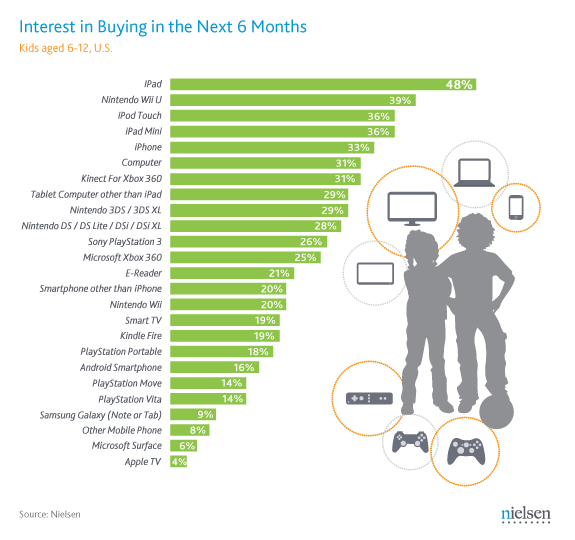 Interest in Buying in the Next 6 Months
Kids aged 6-12, U.S.
iPad 48%
Nintendo Wii U 39%
iPod Touch 36%
iPad Mini 36%
iPhone 33%
Computer 31%
Kinect For Xbox 360 31%
Tablet Computer other than iPad 29%
Nintendo 3DS / 3DS XL 29%
Nintendo DS / DS Lite / DSi / DSi XL 28%
Sony PlayStation 3 26%
Microsoft Xbox 360 25%
E-Reader 21%
Smartphone other than iPhone 20%
Nintendo Wii 20%
Smart TV 19%
Kindle Fire 19%
PlayStation Portable 18%
Android Smartphone 16%
PlayStation Move 14%
PlayStation Vita 14%
Samsung Galaxy (Note or Tab) 9%
Other Mobile Phone 8%
Microsoft Surface 6%
Apple TV 4%
Source: Nielsen
nielsen